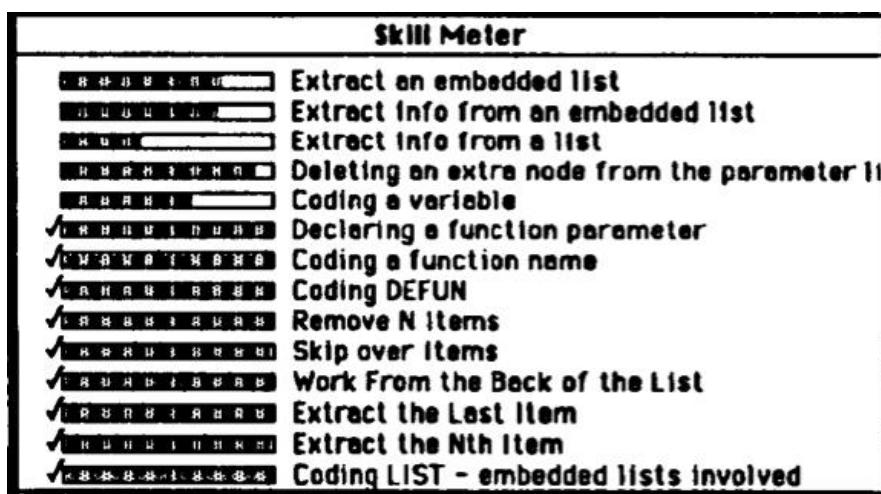 Skill Meter
Extract an embedded list
Extract info from an embedded list
Extract info from a list
Deleting an extra node from the parameter li
Coding a variable
Declaring a function parameter
Coding a function name
Coding DEFUN
Remove N items
Skip over items
Work From the Back of the List
Extract the Last Item
Extract the Nth Item
Coding LIST - embedded lists involved